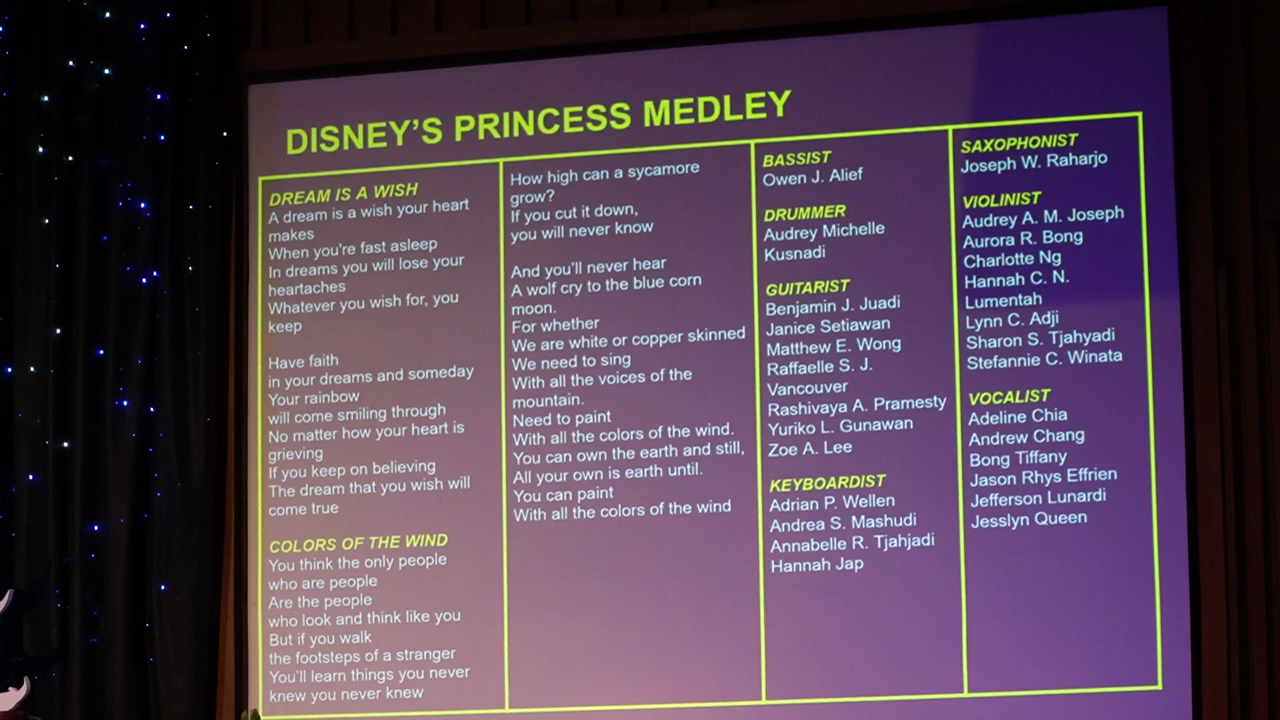 DISNEY'S PRINCESS MEDLEY
DREAM IS A WISH
A dream is a wish your heart
makes
When you're fast asleep
In dreams you will lose your
heartaches
Whatever you wish for, you
keep
Have faith
in your dreams and someday
Your rainbow
will come smiling through
No matter how your heart is
grieving
If you keep on believing
The dream that you wish will
come true
COLORS OF THE WIND
You think the only people
who are people
Are the people
who look and think like you
But if you walk
the footsteps of a stranger
You'll learn things you never
knew you never knew
How high can a sycamore
grow?
If you cut it down,
you will never know
And you'll never hear
A wolf cry to the blue corn
moon.
For whether
We are white or copper skinned
We need to sing
With all the voices of the
mountain.
Need to paint
With all the colors of the wind.
You can own the earth and still,
All your own is earth until.
You can paint
With all the colors of the wind
BASSIST
Owen J. Alief
DRUMMER
Audrey Michelle
Kusnadi
GUITARIST
Benjamin J. Juadi
Janice Setiawan
Matthew E. Wong
Raffaelle S. J.
Vancouver
Rashivaya A. Pramesty
Yuriko L. Gunawan
Zoe A. Lee
KEYBOARDIST
Adrian P. Wellen
Andrea S. Mashudi
Annabelle R. Tjahjadi
Hannah Jap
SAXOPHONIST
Joseph W. Raharjo
VIOLINIST
Audrey A. M. Joseph
Aurora R. Bong
Charlotte Ng
Hannah C. N.
Lumentah
Lynn C. Adji
Sharon S. Tjahyadi
Stefannie C. Winata
VOCALIST
Adeline Chia
Andrew Chang
Bong Tiffany
Jason Rhys Effrien
Jefferson Lunardi
Jesslyn Queen